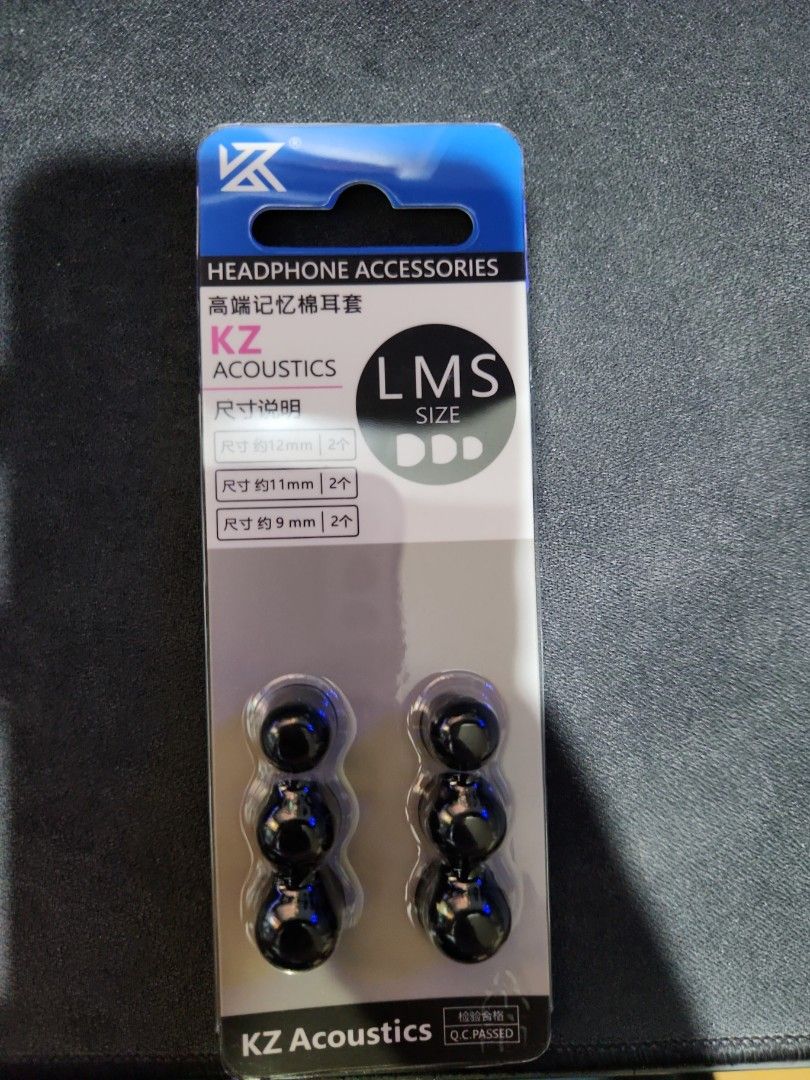 KZ®
HEADPHONE ACCESSORIES
高端记忆棉耳套
KZ
ACOUSTICS
LMS
SIZE
尺寸说明
尺寸 约12mm | 2个
尺寸 约11mm | 2个
尺寸 约 9 mm | 2个
KZ Acoustics
检验合格
Q.C.PASSED